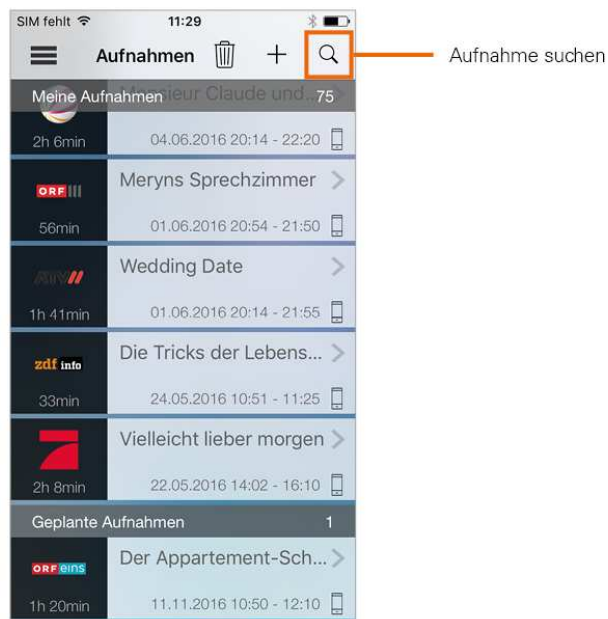 SIM fehlt 11:29
Aufnahmen
Aufnahme suchen
Monsieur Claude und...
Meine Aufnahmen 75
2h 6min 04.06.2016 20:14 - 22:20
ORF III Meryns Sprechzimmer
56min 01.06.2016 20:54 - 21:50
ATV Wedding Date
1h 41min 01.06.2016 20:14 - 21:55
zdf info Die Tricks der Lebens...
33min 24.05.2016 10:51 - 11:25
Vielleicht lieber morgen
2h 8min 22.05.2016 14:02 - 16:10
Geplante Aufnahmen 1
ORF eins Der Appartement-Sch...
1h 20min 11.11.2016 10:50 - 12:10